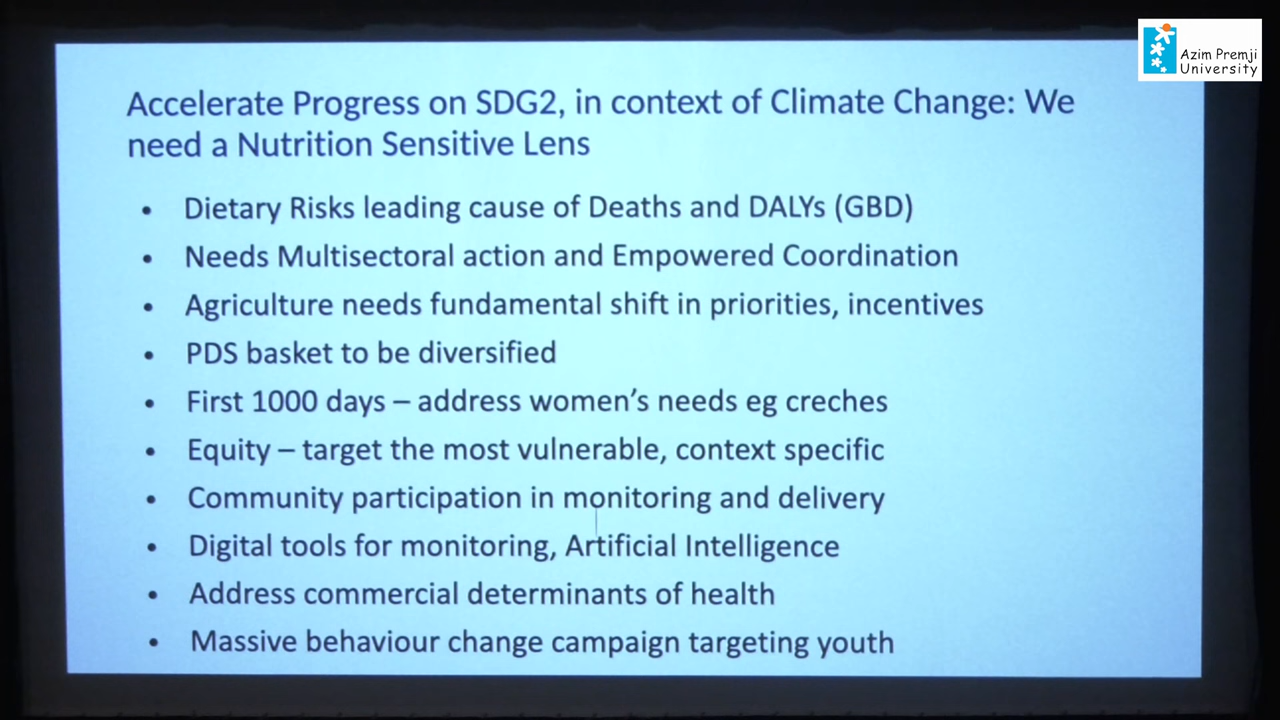 Azim Premji
University
Accelerate Progress on SDG2, in context of Climate Change: We
need a Nutrition Sensitive Lens
• Dietary Risks leading cause of Deaths and DALYs (GBD)
• Needs Multisectoral action and Empowered Coordination
• Agriculture needs fundamental shift in priorities, incentives
• PDS basket to be diversified
• First 1000 days – address women’s needs eg creches
• Equity – target the most vulnerable, context specific
• Community participation in monitoring and delivery
• Digital tools for monitoring, Artificial Intelligence
• Address commercial determinants of health
• Massive behaviour change campaign targeting youth